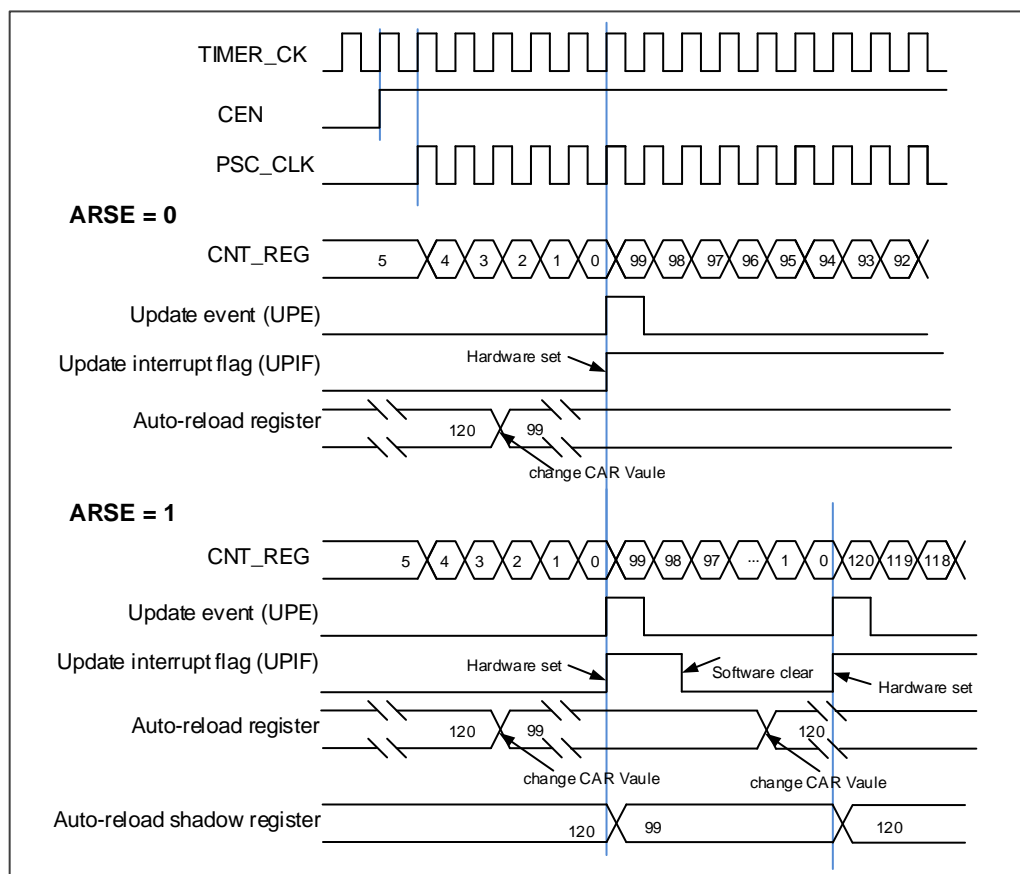 TIMER_CK
CEN
PSC_CLK
ARSE = 0
CNT_REG 5 4 3 2 1 0 99 98 97 96 95 94 93 92
Update event (UPE)
Update interrupt flag (UPIF) Hardware set
Auto-reload register 120 99
change CAR Vaule
ARSE = 1
CNT_REG 5 4 3 2 1 0 99 98 97 ... 1 0 120 119 118
Update event (UPE)
Update interrupt flag (UPIF) Hardware set Software clear Hardware set
Auto-reload register 120 99 120
change CAR Vaule change CAR Vaule
Auto-reload shadow register 120 99 120